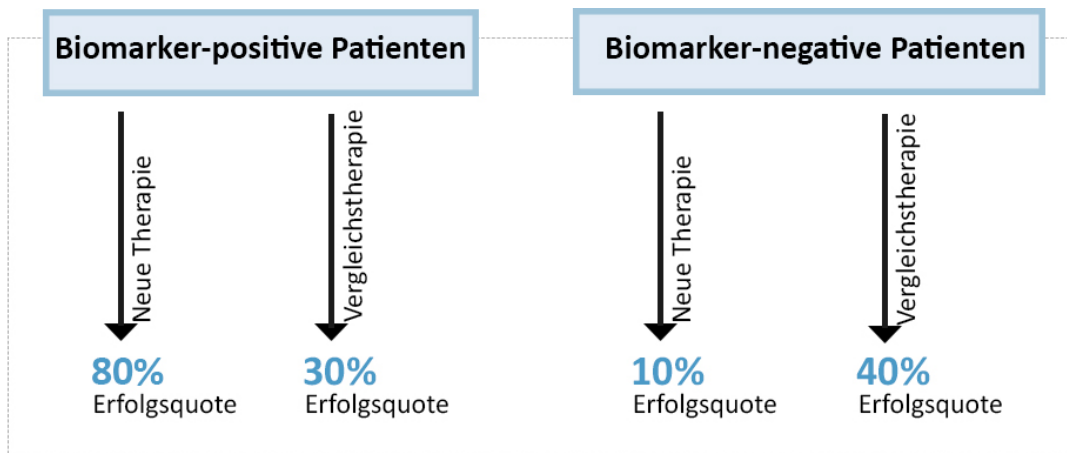 Biomarker-positive Patienten
Neue Therapie
Vergleichstherapie
80%
Erfolgsquote
30%
Erfolgsquote
Biomarker-negative Patienten
Neue Therapie
Vergleichstherapie
10%
Erfolgsquote
40%
Erfolgsquote